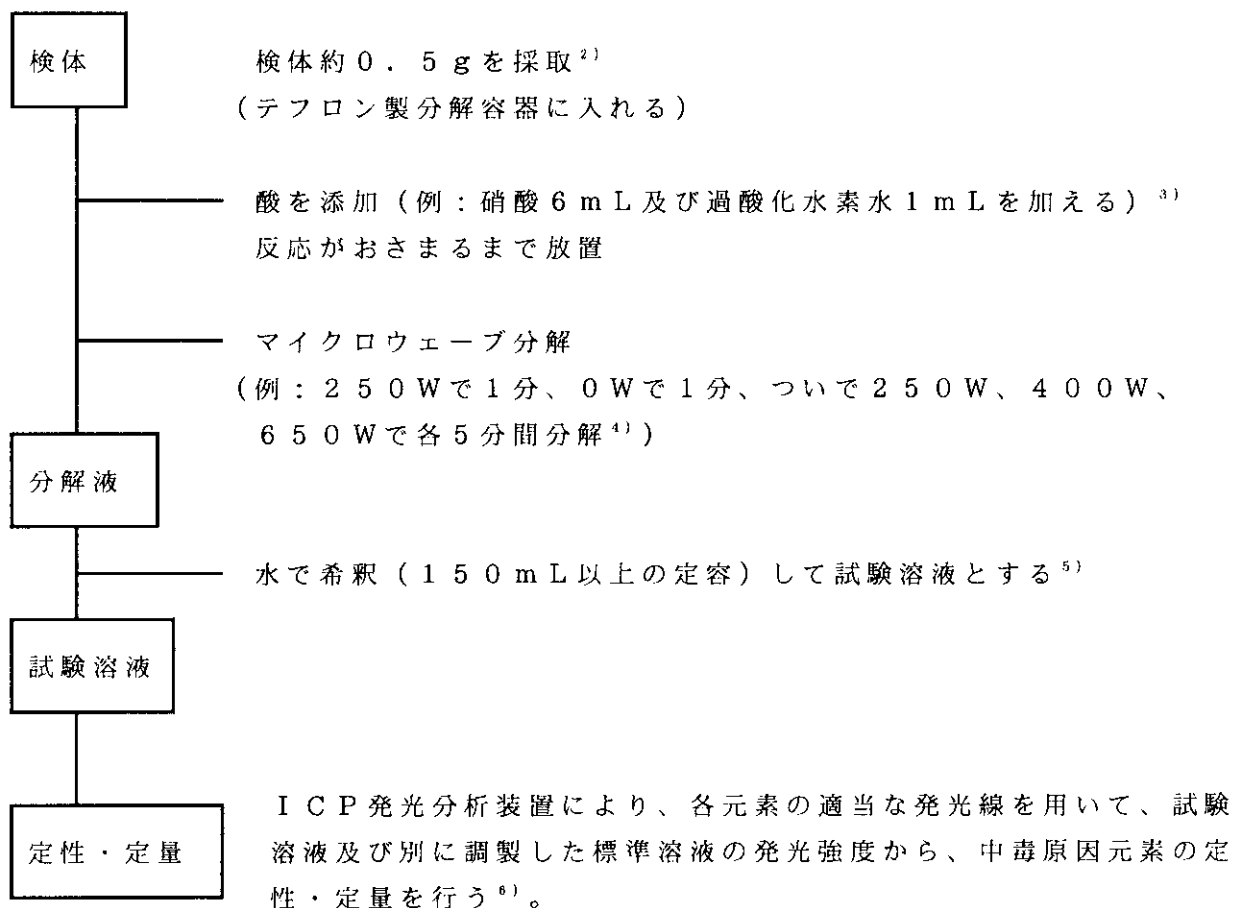 検体
検体約０．５ｇを採取²⁾
(テフロン製分解容器に入れる)
酸を添加（例：硝酸６ｍＬ及び過酸化水素水１ｍＬを加える）³⁾
反応がおさまるまで放置
マイクロウェーブ分解
(例：２５０Ｗで１分、０Ｗで１分、ついで２５０Ｗ、４００Ｗ、
６５０Ｗで各５分間分解⁴⁾)
分解液
水で希釈（１５０ｍＬ以上の定容）して試験溶液とする⁵⁾
試験溶液
ＩＣＰ発光分析装置により、各元素の適当な発光線を用いて、試験
定性・定量
溶液及び別に調製した標準溶液の発光強度から、中毒原因元素の定
性・定量を行う⁶⁾。